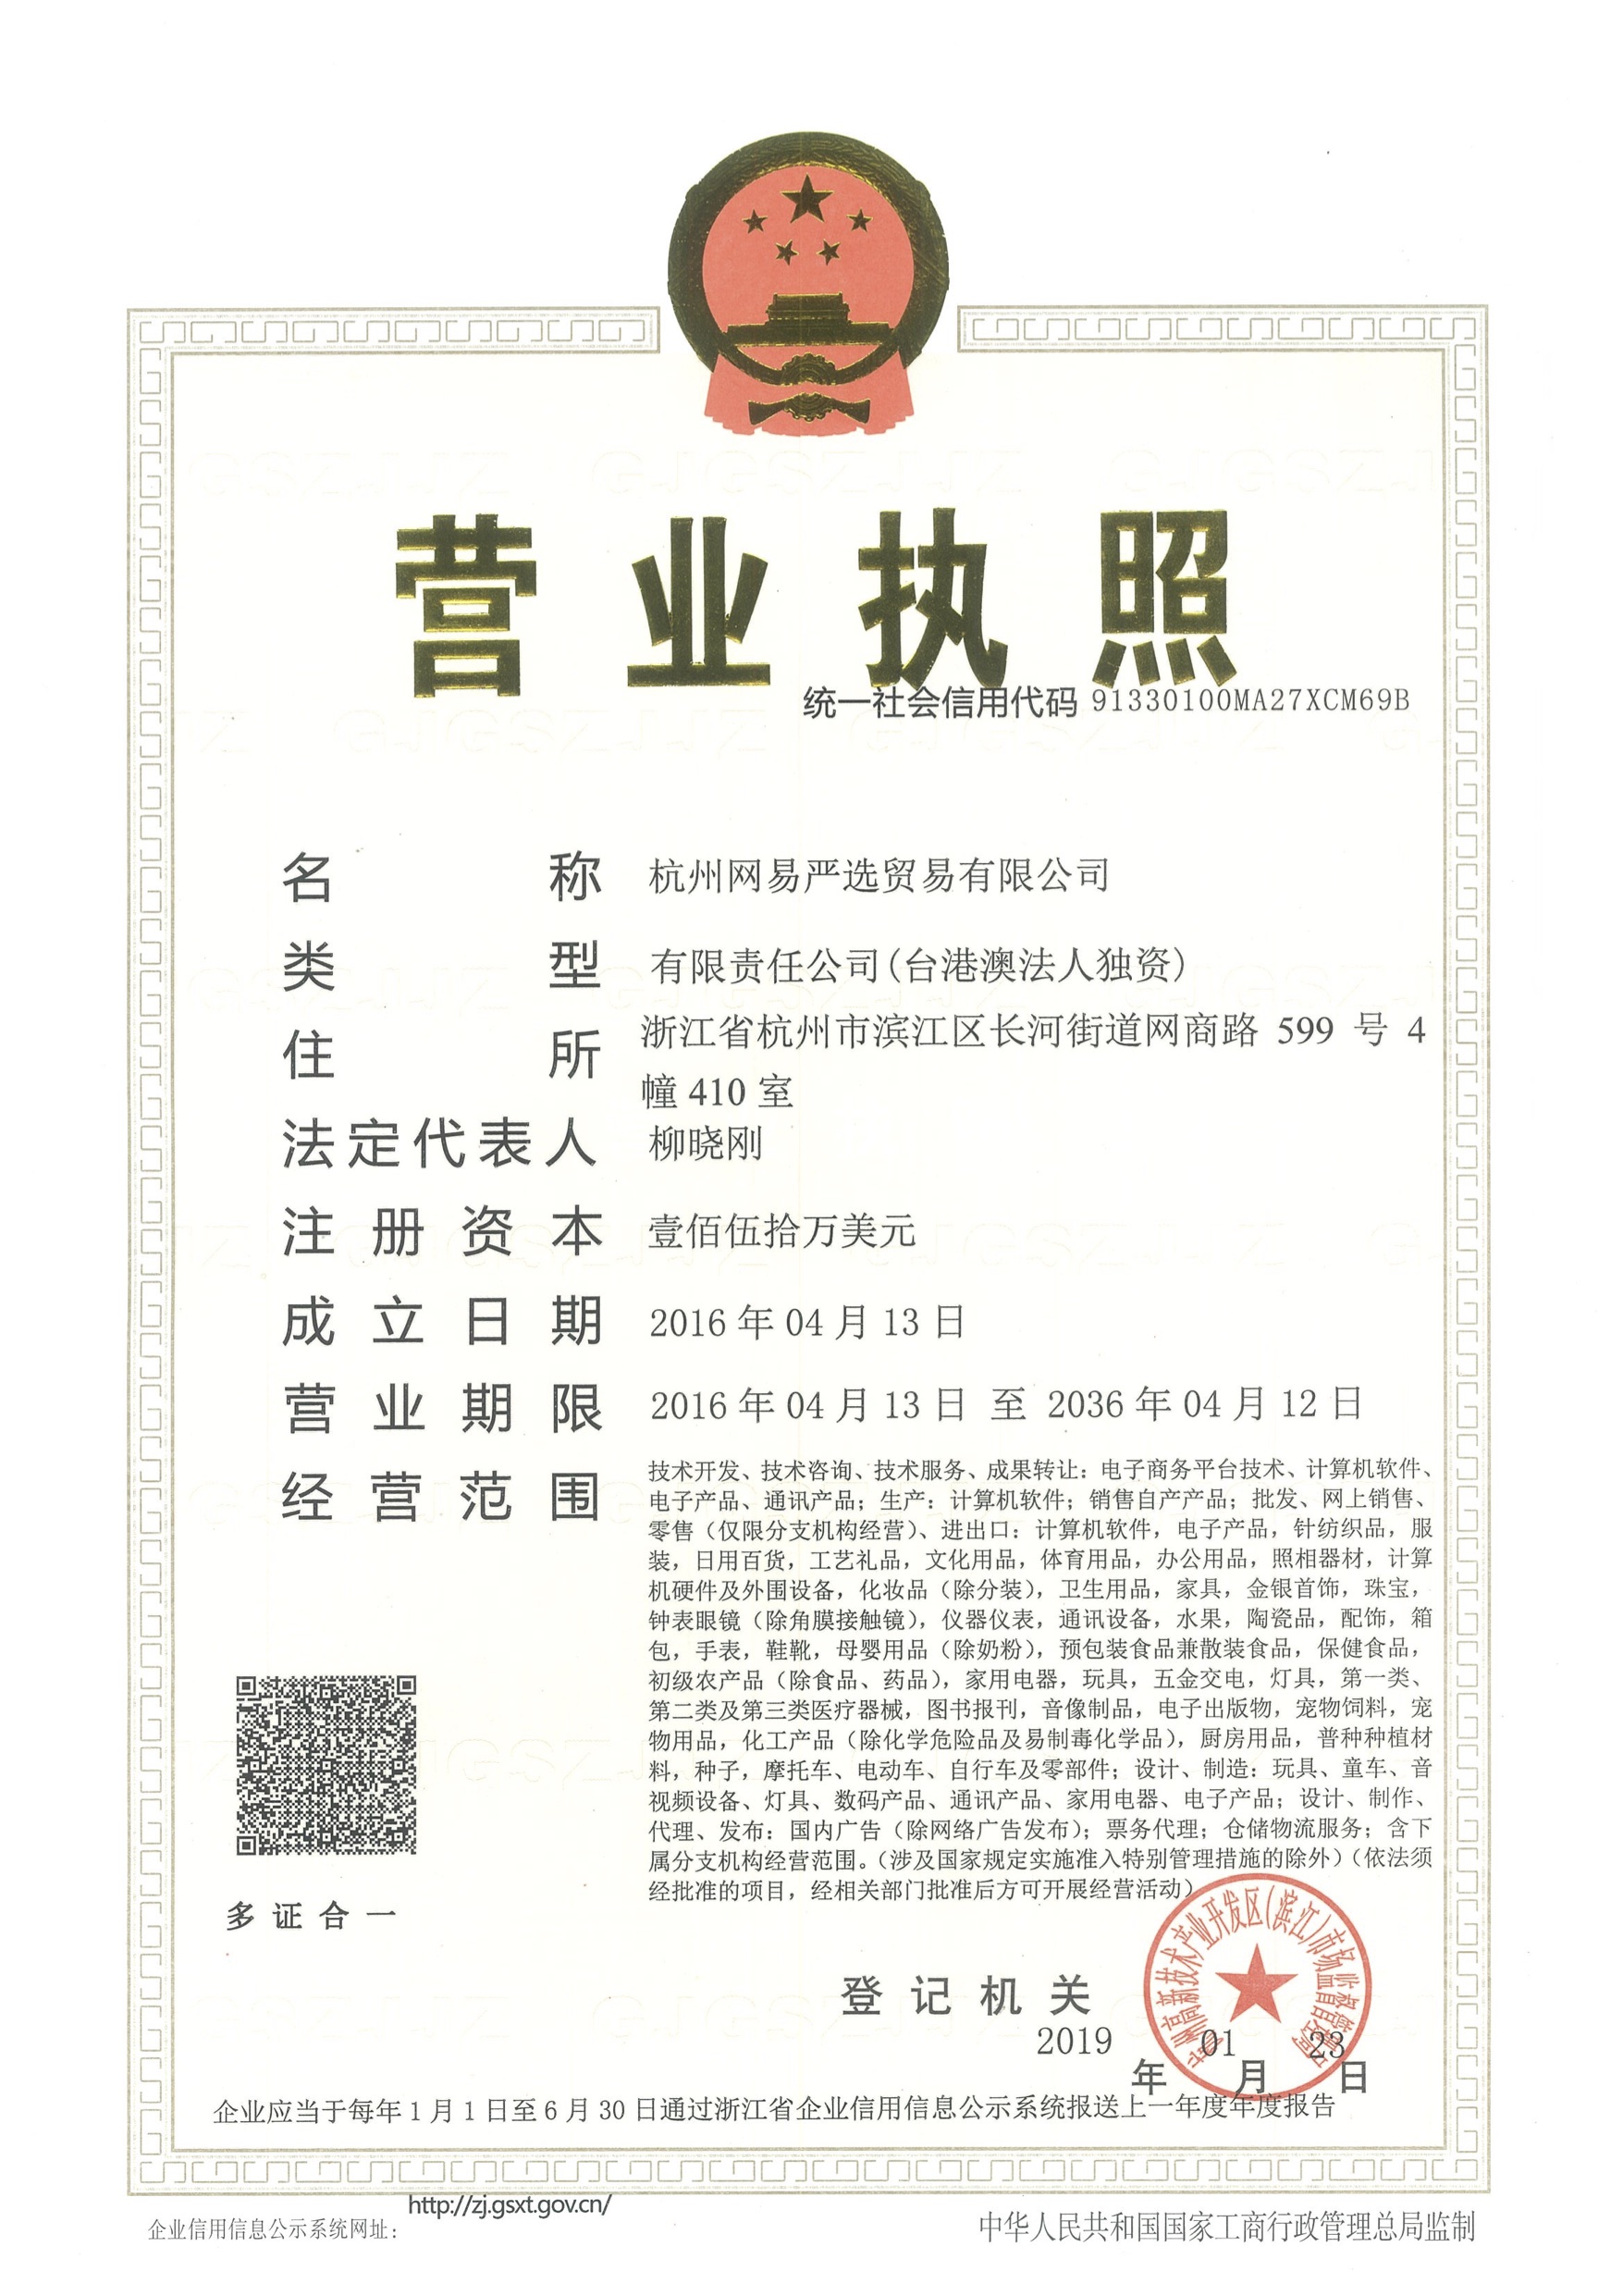 营业执照
统一社会信用代码 91330100MA27XCM69B
名称 杭州网易严选贸易有限公司
类型 有限责任公司(台港澳法人独资)
住所 浙江省杭州市滨江区长河街道网商路 599 号 4
幢 410 室
法定代表人 柳晓刚
注册资本 壹佰伍拾万美元
成立日期 2016 年 04 月 13 日
营业期限 2016 年 04 月 13 日 至 2036 年 04 月 12 日
经营范围 技术开发、技术咨询、技术服务、成果转让：电子商务平台技术、计算机软件、
电子产品、通讯产品；生产：计算机软件；销售自产产品；批发、网上销售、
零售（仅限分支机构经营）、进出口：计算机软件，电子产品，针纺织品，服
装，日用百货，工艺礼品，文化用品，体育用品，办公用品，照相器材，计算
机硬件及外围设备，化妆品（除分装），卫生用品，家具，金银首饰，珠宝，
钟表眼镜（除角膜接触镜），仪器仪表，通讯设备，水果，陶瓷品，配饰，箱
包，手表，鞋靴，母婴用品（除奶粉），预包装食品兼散装食品，保健食品，
初级农产品（除食品、药品），家用电器，玩具，五金交电，灯具，第一类、
第二类及第三类医疗器械，图书报刊，音像制品，电子出版物，宠物饲料，宠
物用品，化工产品（除化学危险品及易制毒化学品），厨房用品，普种种植材
料，种子，摩托车、电动车、自行车及零部件；设计、制造：玩具、童车、音
视频设备、灯具、数码产品、通讯产品、家用电器、电子产品；设计、制作、
代理、发布：国内广告（除网络广告发布）；票务代理；仓储物流服务；含下
属分支机构经营范围。（涉及国家规定实施准入特别管理措施的除外）（依法须
经批准的项目，经相关部门批准后方可开展经营活动）
多证合一
杭州高新技术产业开发区(滨江)市场监督管理局
登记机关
2019 年 01 月 23 日
企业应当于每年 1 月 1 日至 6 月 30 日通过浙江省企业信用信息公示系统报送上一年度年度报告
http://zj.gsxt.gov.cn/
企业信用信息公示系统网址：
中华人民共和国国家工商行政管理总局监制